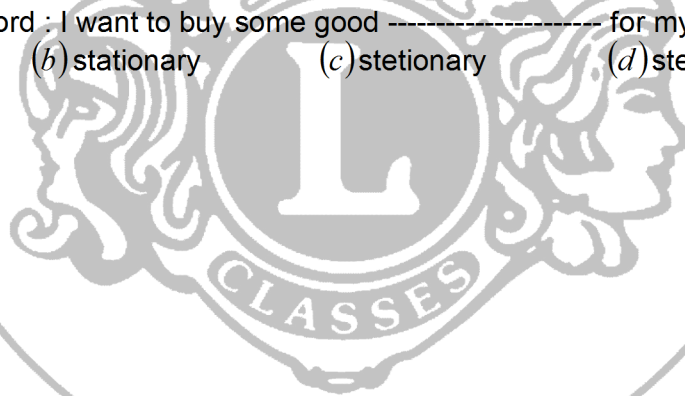 ord : I want to buy some good ----------------------- for my
(b) stationary (c) stetionary (d) ste
L
CLASSES